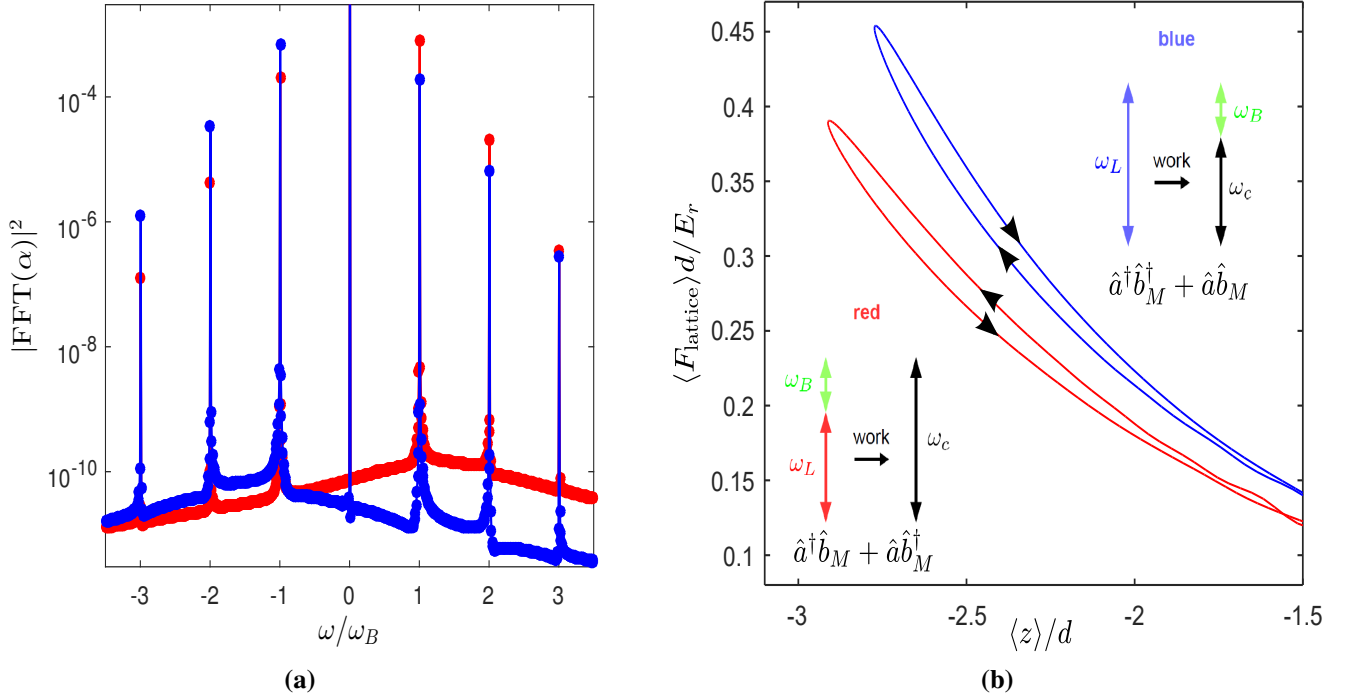 |FFT(α)|²
10⁻⁴
10⁻⁶
10⁻⁸
10⁻¹⁰
-3 -2 -1 0 1 2 3
ω/ω_B
(a)
⟨F_lattice⟩d/E_r
0.45
0.4
0.35
0.3
0.25
0.2
0.15
0.1
blue
ω_L
work
ω_B
ω_c
â†b̂†_M + âb̂_M
red
ω_B
ω_L
work
ω_c
â†b̂_M + âb̂†_M
-3 -2.5 -2 -1.5
⟨z⟩/d
(b)